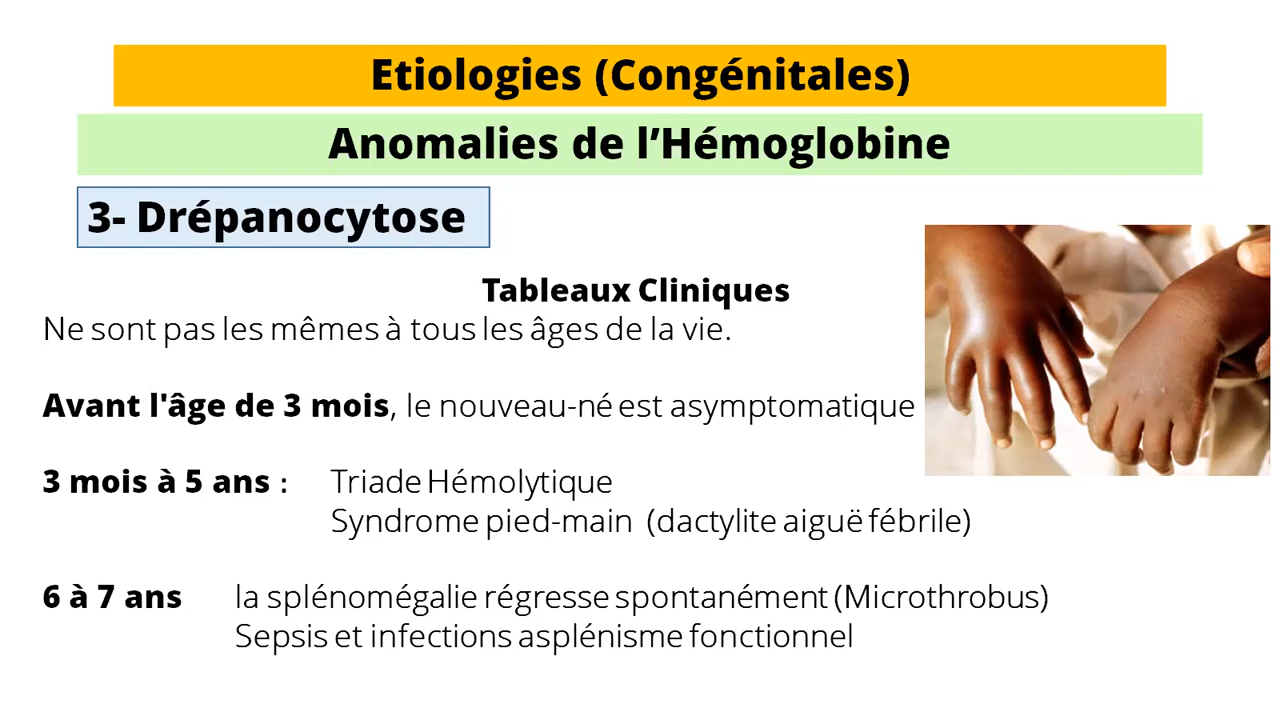 Etiologies (Congénitales)
Anomalies de l’Hémoglobine
3- Drépanocytose
Tableaux Cliniques
Ne sont pas les mêmes à tous les âges de la vie.
Avant l'âge de 3 mois, le nouveau-né est asymptomatique
3 mois à 5 ans : Triade Hémolytique
Syndrome pied-main (dactylite aiguë fébrile)
6 à 7 ans la splénomégalie régresse spontanément (Microthrobus)
Sepsis et infections asplénisme fonctionnel